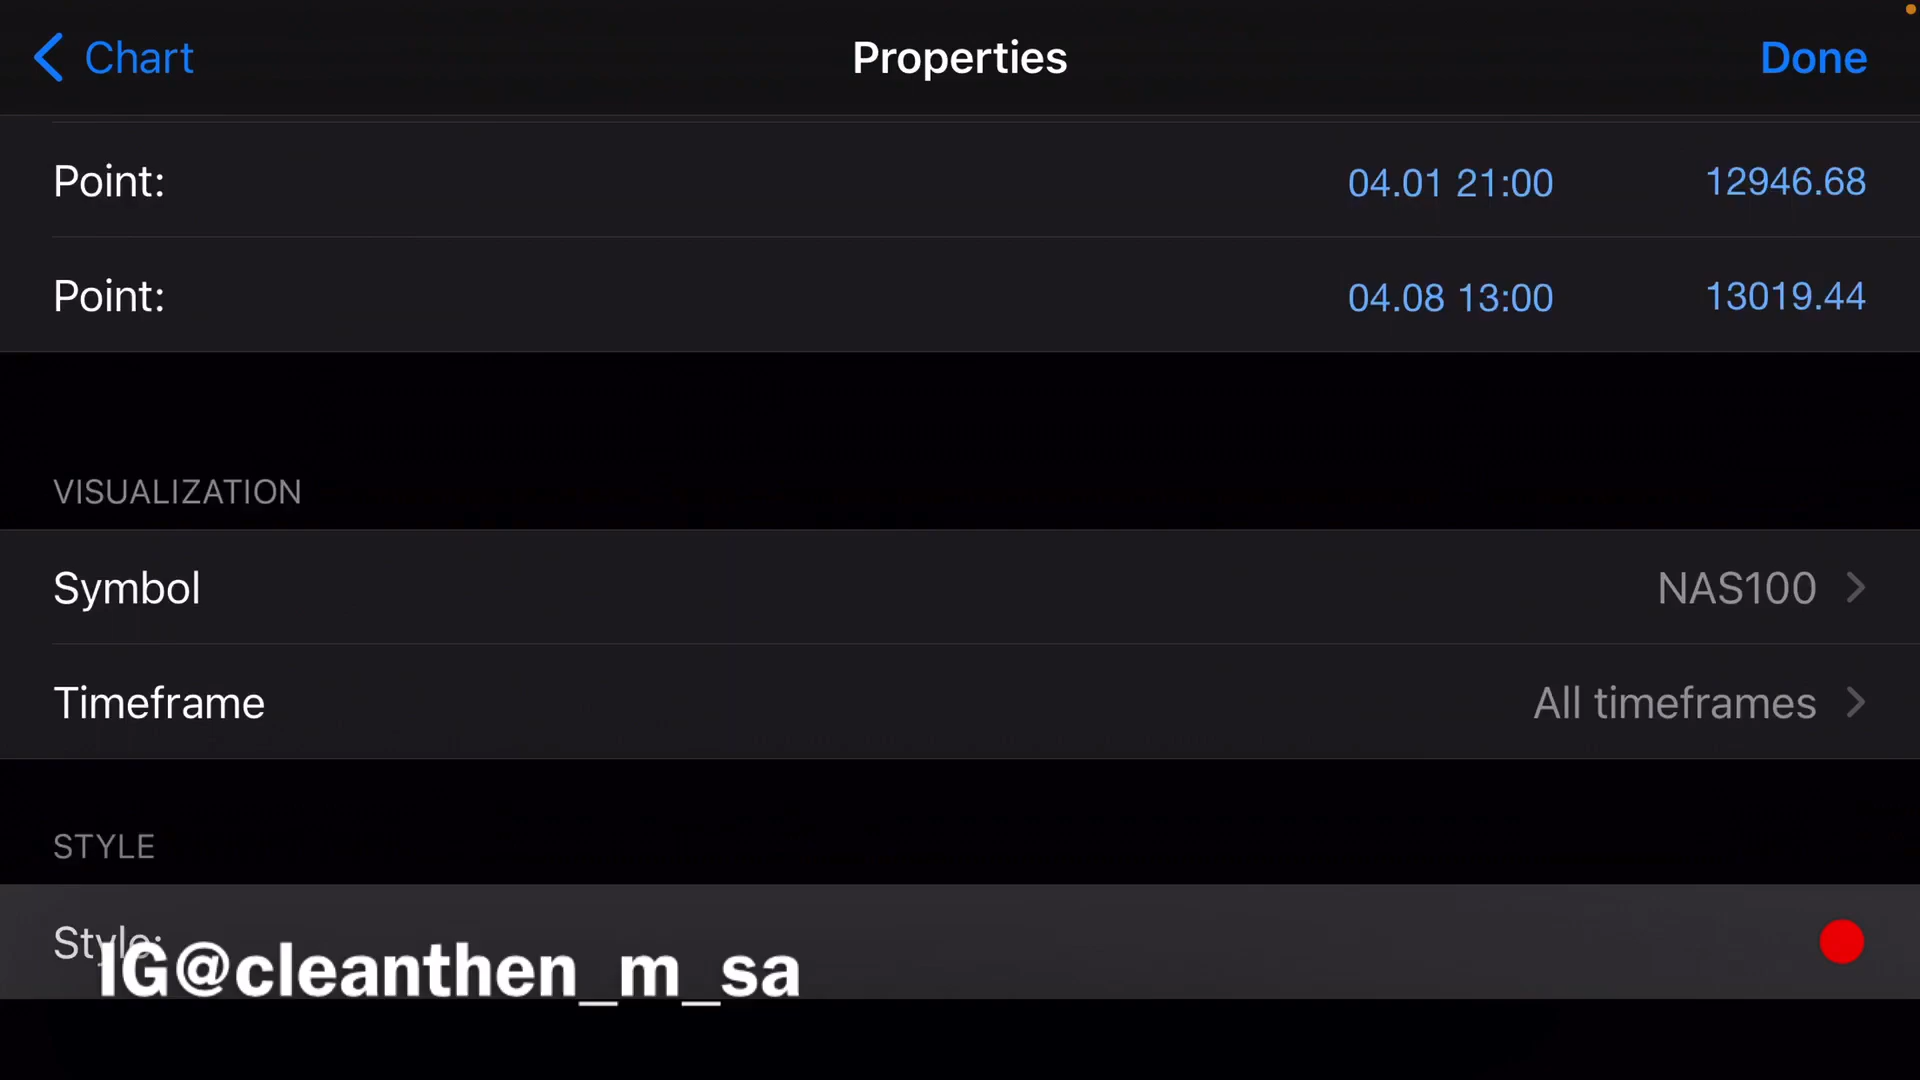 Chart
Properties
Done
Point: 04.01 21:00 12946.68
Point: 04.08 13:00 13019.44
VISUALIZATION
Symbol NAS100
Timeframe All timeframes
STYLE
Style:
IG@cleanthen_m_sa